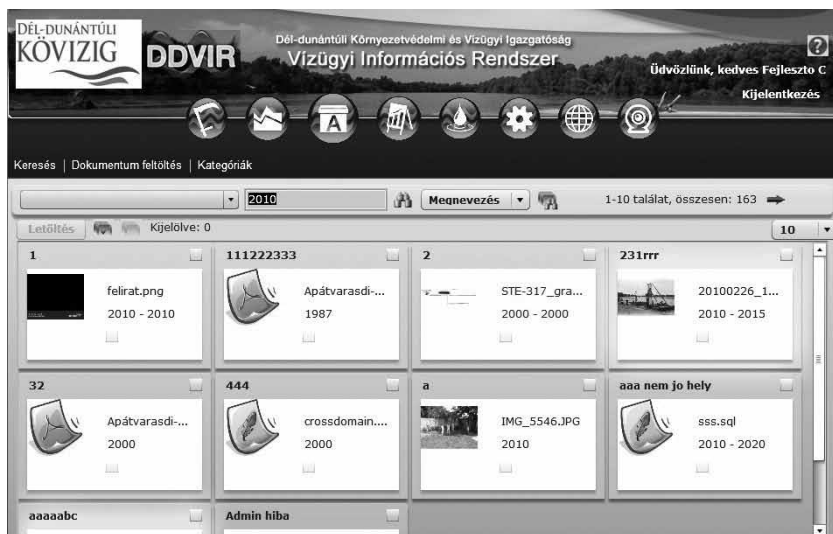 DÉL-DUNÁNTÚLI
KÖVIZIG
DDVIR
Dél-dunántúli Környezetvédelmi és Vízügyi Igazgatóság
Vízügyi Információs Rendszer
?
Üdvözlünk, kedves Fejleszto C
Kijelentkezés
A
Keresés | Dokumentum feltöltés | Kategóriák
2010
Megnevezés
1-10 találat, összesen: 163
Letöltés
Kijelölve: 0
10
1
felirat.png
2010 - 2010
111222333
Apátvarasdi-...
1987
2
STE-317_gra...
2000 - 2000
231rrr
20100226_1...
2010 - 2015
32
Apátvarasdi-...
2000
444
crossdomain....
2000
a
IMG_5546.JPG
2010
aaa nem jo hely
sss.sql
2010 - 2020
aaaaabc
Admin hiba